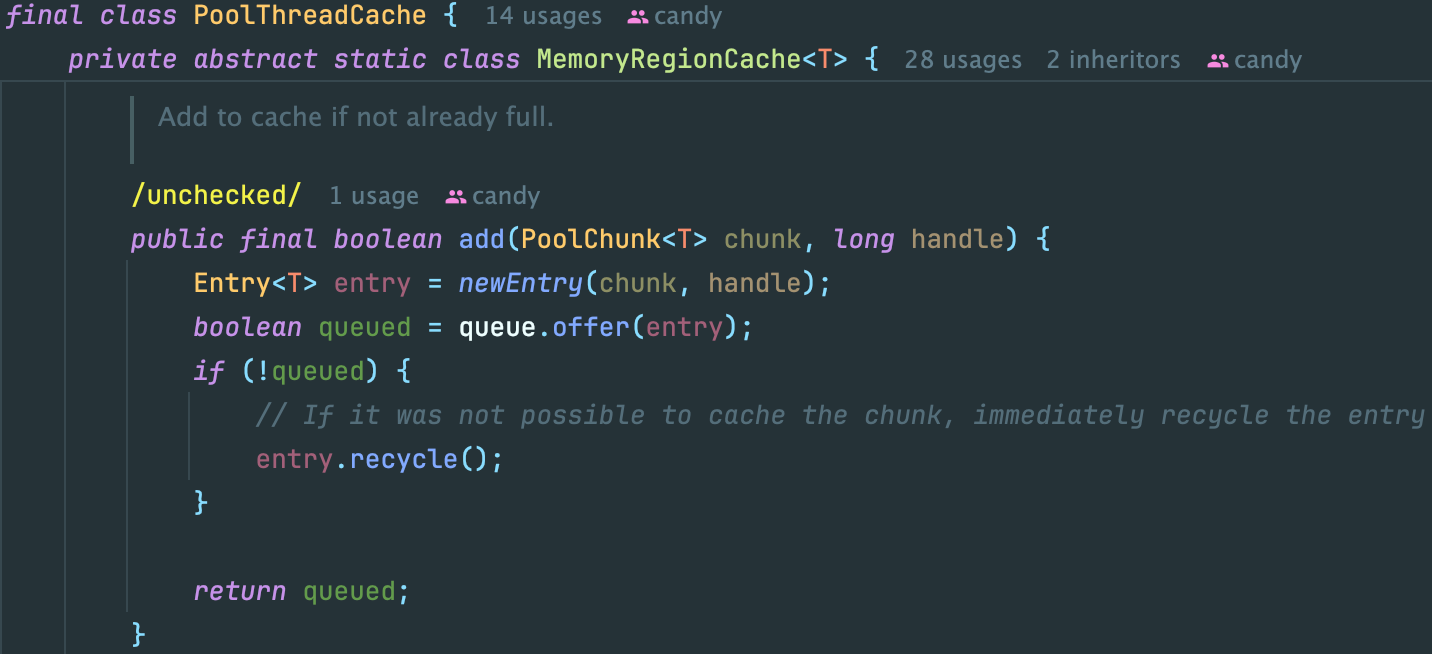 final class PoolThreadCache { 14 usages candy
private abstract static class MemoryRegionCache<T> { 28 usages 2 inheritors candy
Add to cache if not already full.
/unchecked/ 1 usage candy
public final boolean add(PoolChunk<T> chunk, long handle) {
Entry<T> entry = newEntry(chunk, handle);
boolean queued = queue.offer(entry);
if (!queued) {
// If it was not possible to cache the chunk, immediately recycle the entry
entry.recycle();
}
return queued;
}